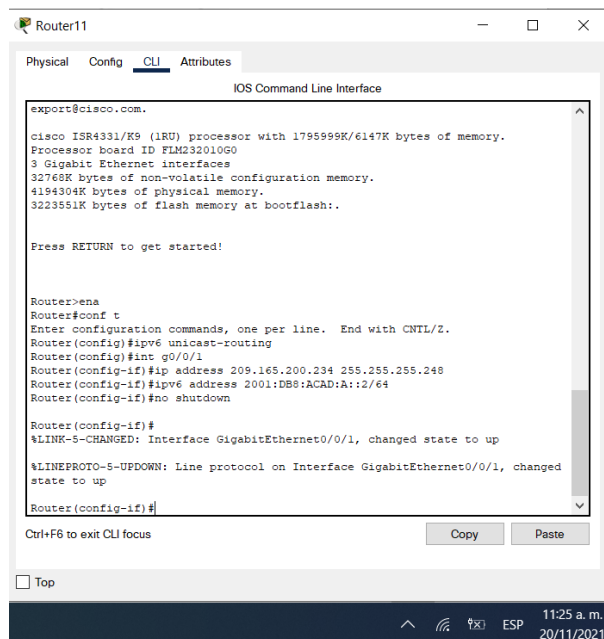 Router11
Physical Config CLI Attributes
IOS Command Line Interface
export@cisco.com.
cisco ISR4331/K9 (1RU) processor with 1795999K/6147K bytes of memory.
Processor board ID FLM232010G0
3 Gigabit Ethernet interfaces
32768K bytes of non-volatile configuration memory.
4194304K bytes of physical memory.
3223551K bytes of flash memory at bootflash:.
Press RETURN to get started!
Router>ena
Router#conf t
Enter configuration commands, one per line. End with CNTL/Z.
Router(config)#ipv6 unicast-routing
Router(config)#int g0/0/1
Router(config-if)#ip address 209.165.200.234 255.255.255.248
Router(config-if)#ipv6 address 2001:DB8:ACAD:A::2/64
Router(config-if)#no shutdown
Router(config-if)#
%LINK-5-CHANGED: Interface GigabitEthernet0/0/1, changed state to up
%LINEPROTO-5-UPDOWN: Line protocol on Interface GigabitEthernet0/0/1, changed
state to up
Router(config-if)#
Ctrl+F6 to exit CLI focus
Copy
Paste
Top
ESP
11:25 a. m.
20/11/2021